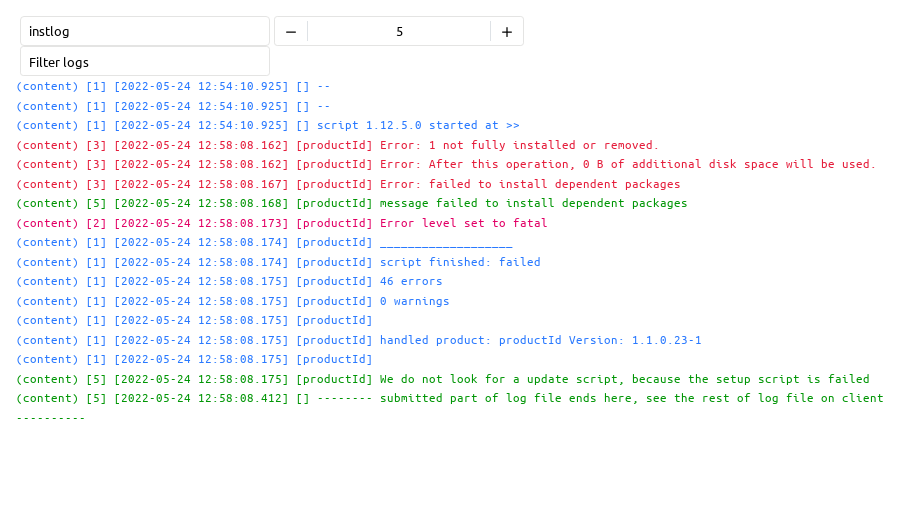 instlog − 5 +
Filter logs
(content) [1] [2022-05-24 12:54:10.925] [] --
(content) [1] [2022-05-24 12:54:10.925] [] --
(content) [1] [2022-05-24 12:54:10.925] [] script 1.12.5.0 started at >>
(content) [3] [2022-05-24 12:58:08.162] [productId] Error: 1 not fully installed or removed.
(content) [3] [2022-05-24 12:58:08.162] [productId] Error: After this operation, 0 B of additional disk space will be used.
(content) [3] [2022-05-24 12:58:08.167] [productId] Error: failed to install dependent packages
(content) [5] [2022-05-24 12:58:08.168] [productId] message failed to install dependent packages
(content) [2] [2022-05-24 12:58:08.173] [productId] Error level set to fatal
(content) [1] [2022-05-24 12:58:08.174] [productId] ___________________
(content) [1] [2022-05-24 12:58:08.174] [productId] script finished: failed
(content) [1] [2022-05-24 12:58:08.175] [productId] 46 errors
(content) [1] [2022-05-24 12:58:08.175] [productId] 0 warnings
(content) [1] [2022-05-24 12:58:08.175] [productId]
(content) [1] [2022-05-24 12:58:08.175] [productId] handled product: productId Version: 1.1.0.23-1
(content) [1] [2022-05-24 12:58:08.175] [productId]
(content) [5] [2022-05-24 12:58:08.175] [productId] We do not look for a update script, because the setup script is failed
(content) [5] [2022-05-24 12:58:08.412] [] -------- submitted part of log file ends here, see the rest of log file on client
----------